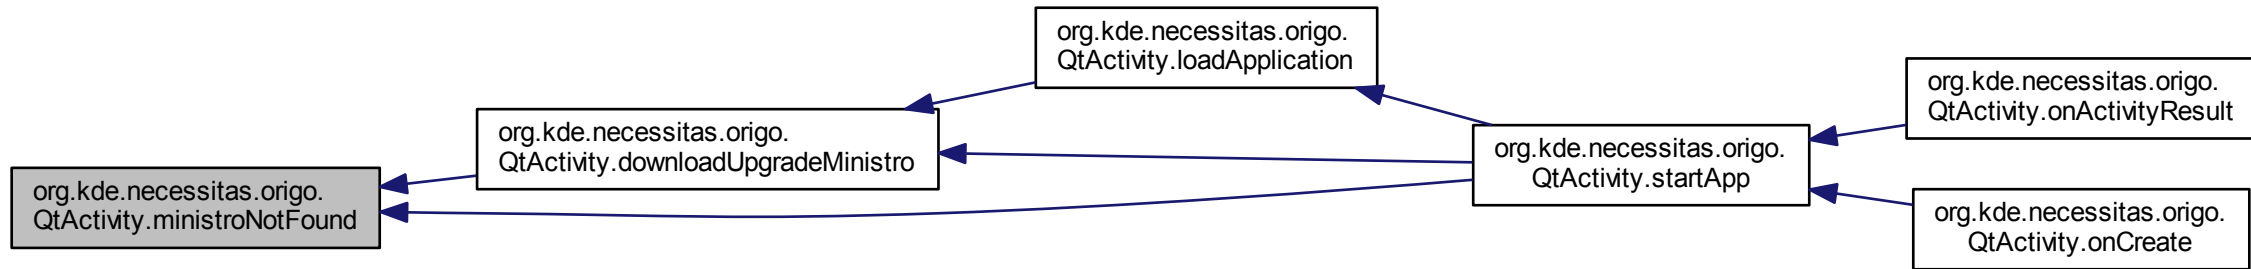 org.kde.necessitas.origo.
QtActivity.ministroNotFound
org.kde.necessitas.origo.
QtActivity.downloadUpgradeMinistro
org.kde.necessitas.origo.
QtActivity.loadApplication
org.kde.necessitas.origo.
QtActivity.startApp
org.kde.necessitas.origo.
QtActivity.onActivityResult
org.kde.necessitas.origo.
QtActivity.onCreate